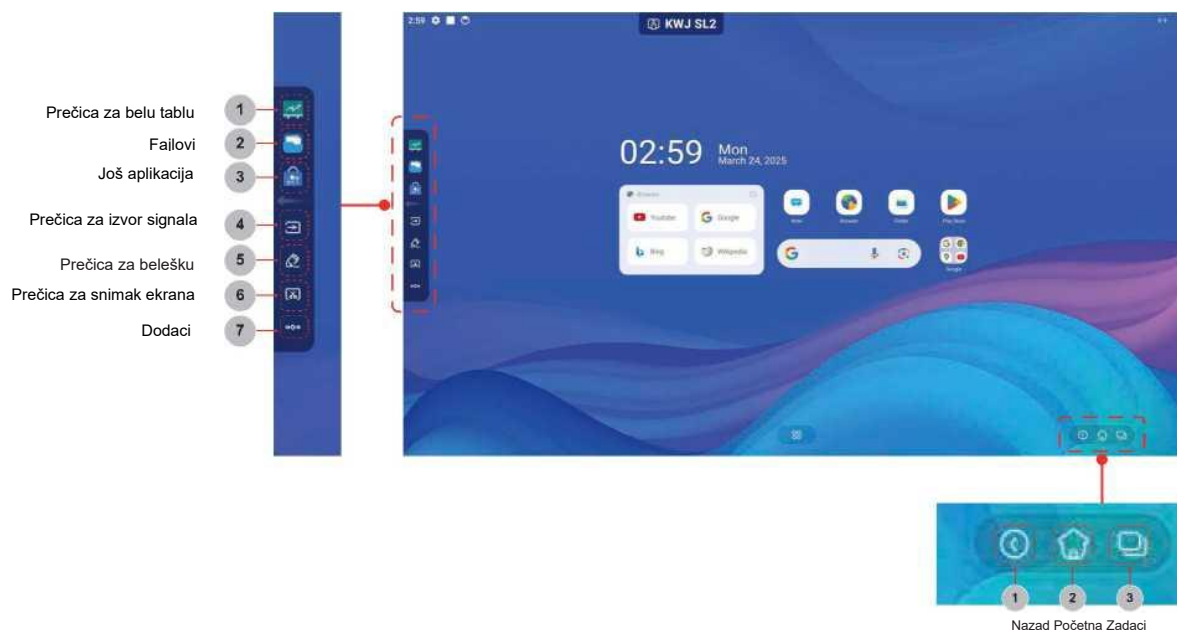 Prečica za belu tablu 1
Fajlovi 2
Još aplikacija 3
Prečica za izvor signala 4
Prečica za belešku 5
Prečica za snimak ekrana 6
Dodaci 7
2:59
KWJ SL2
02:59 Mon
March 24, 2025
Browser
Youtube Google
Bing Wikipedia
Play Store
Google
1 2 3
Nazad Početna Zadaci